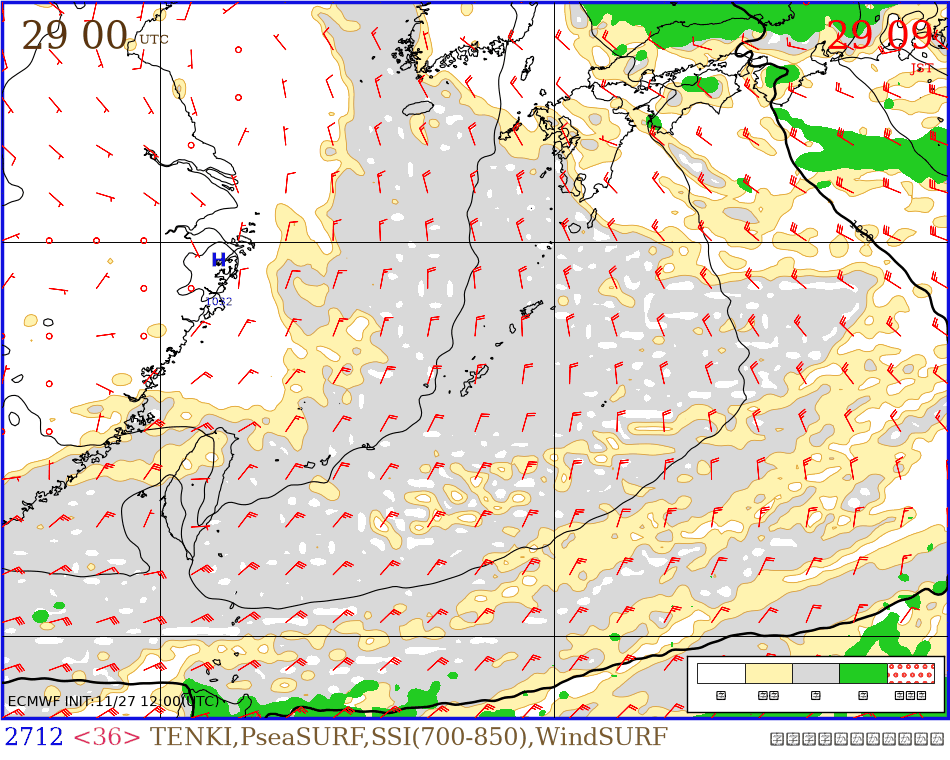 29 00 UTC
29 09 JST
1020
H
1032
ECMWF INIT:11/27 12:00(UTC)
2712 <36> TENKI,PseaSURF,SSI(700-850),WindSURF